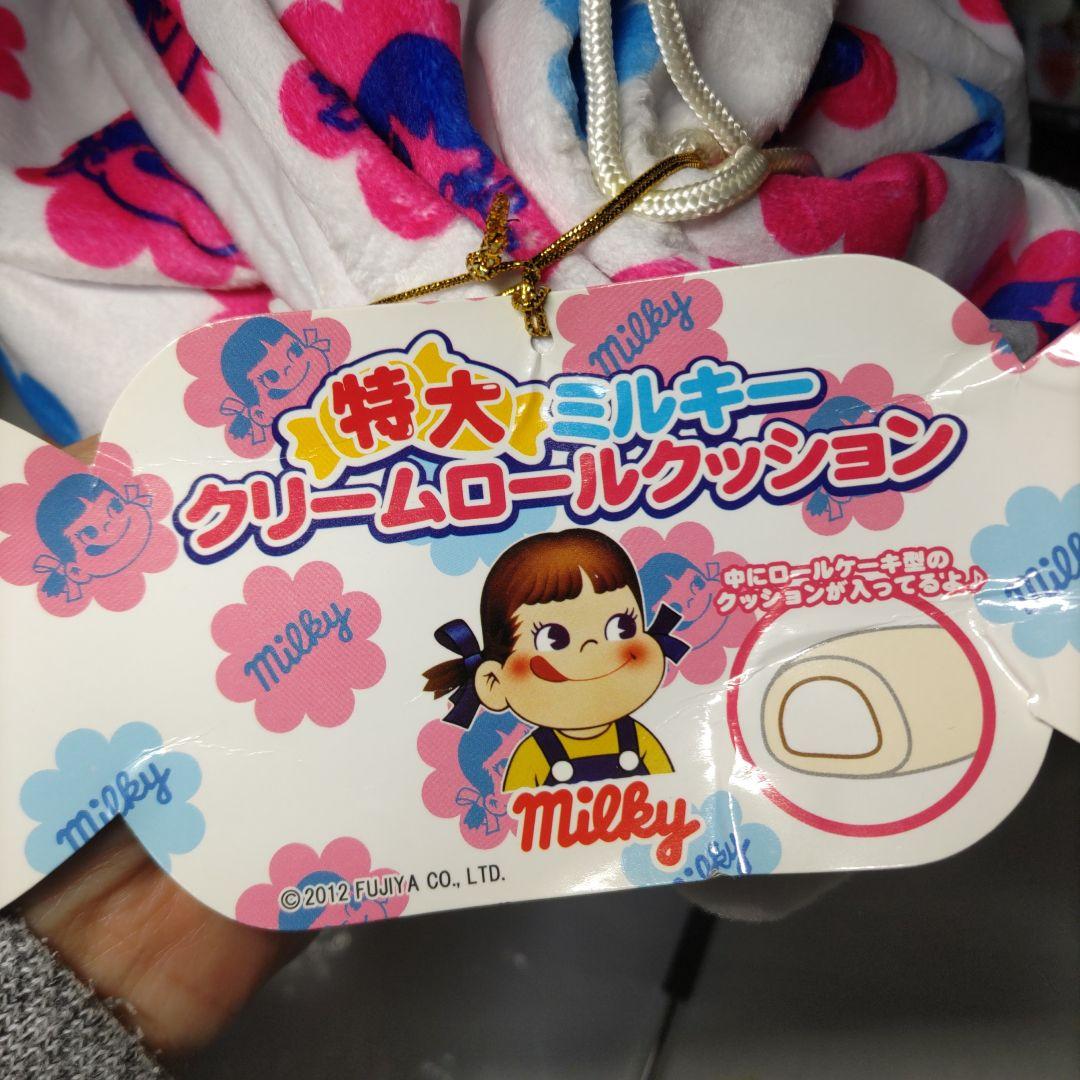 milky
特大 ミルキー
クリームロールクッション
中にロールケーキ型の
クッションが入ってるよ♪
milky
milky
milky
milky
milky
©2012 FUJIYA CO., LTD.